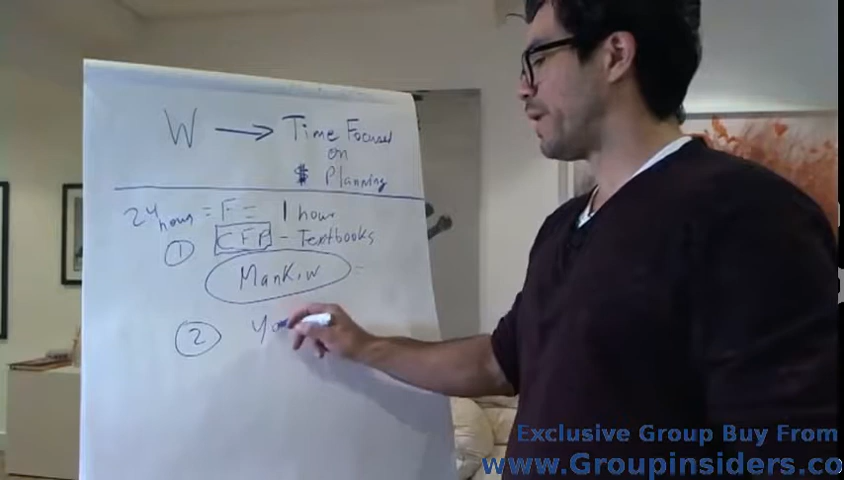 W → Time Focused
on
$ Planning
24 hours = F = 1 hour
① CFP - Textbooks
Mankiw =
② Yo
Exclusive Group Buy From
www.Groupinsiders.co